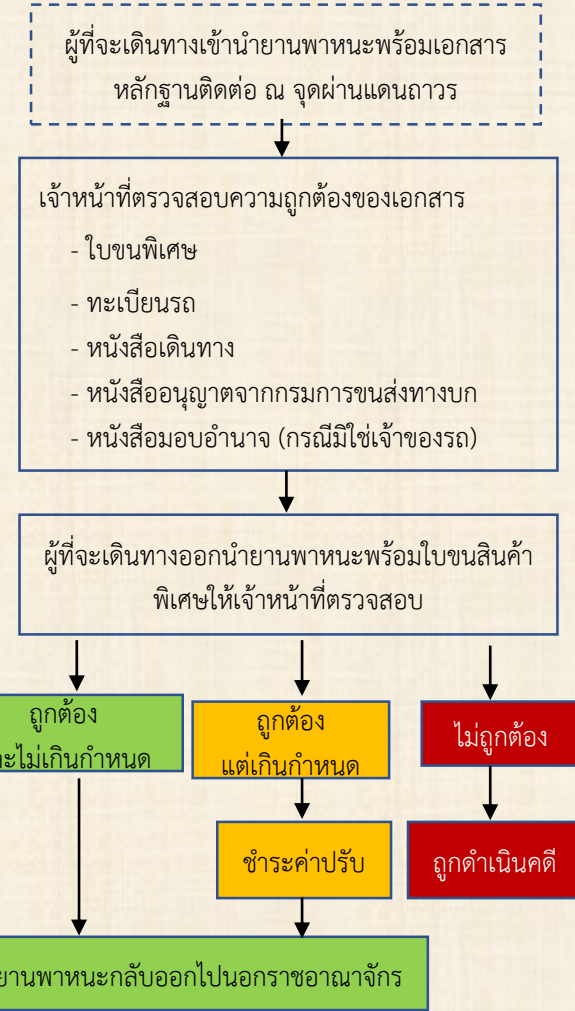 ผู้ที่จะเดินทางเข้านำยานพาหนะพร้อมเอกสาร
หลักฐานติดต่อ ณ จุดผ่านแดนถาวร
เจ้าหน้าที่ตรวจสอบความถูกต้องของเอกสาร
- ใบขนพิเศษ
- ทะเบียนรถ
- หนังสือเดินทาง
- หนังสืออนุญาตจากกรมการขนส่งทางบก
- หนังสือมอบอำนาจ (กรณีมิใช่เจ้าของรถ)
ผู้ที่จะเดินทางออกนำยานพาหนะพร้อมใบขนสินค้า
พิเศษให้เจ้าหน้าที่ตรวจสอบ
ถูกต้อง
ไม่เกินกำหนด
ถูกต้อง
แต่เกินกำหนด
ไม่ถูกต้อง
ชำระค่าปรับ
ถูกดำเนินคดี
ยานพาหนะกลับออกไปนอกราชอาณาจักร